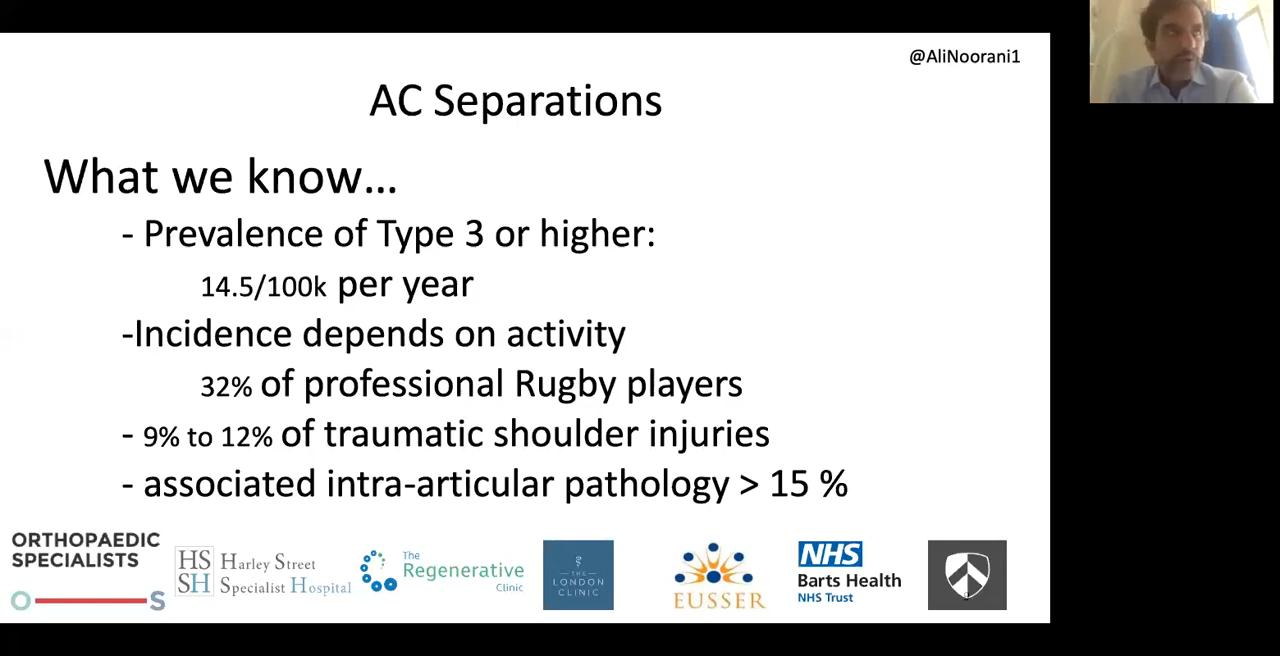 @AliNoorani1
AC Separations
What we know...
- Prevalence of Type 3 or higher:
14.5/100k per year
-Incidence depends on activity
32% of professional Rugby players
- 9% to 12% of traumatic shoulder injuries
- associated intra-articular pathology > 15 %
ORTHOPAEDIC
SPECIALISTS
O S
HS
SH
Harley Street
Specialist Hospital
The
Regenerative
Clinic
THE
LONDON
CLINIC
EUSSER
NHS
Barts Health
NHS Trust